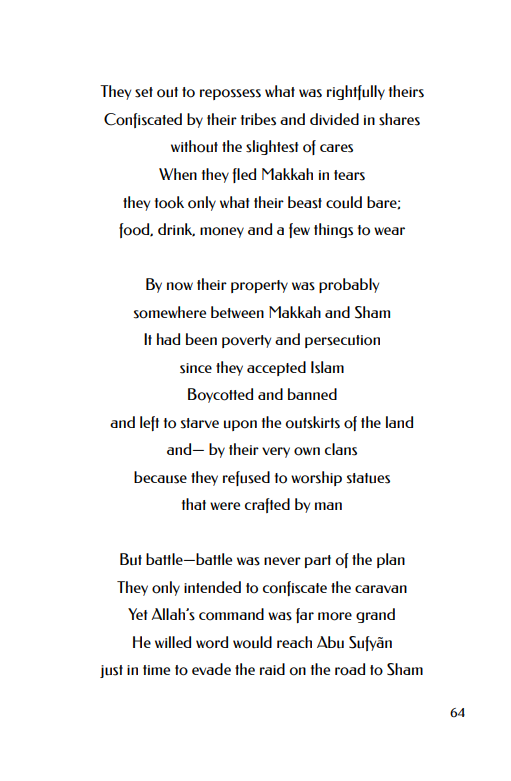 They set out to repossess what was rightfully theirs
Confiscated by their tribes and divided in shares
without the slightest of cares
When they fled Makkah in tears
they took only what their beast could bare;
food, drink, money and a few things to wear
By now their property was probably
somewhere between Makkah and Sham
It had been poverty and persecution
since they accepted Islam
Boycotted and banned
and left to starve upon the outskirts of the land
and— by their very own clans
because they refused to worship statues
that were crafted by man
But battle—battle was never part of the plan
They only intended to confiscate the caravan
Yet Allah's command was far more grand
He willed word would reach Abu Sufyãn
just in time to evade the raid on the road to Sham
64